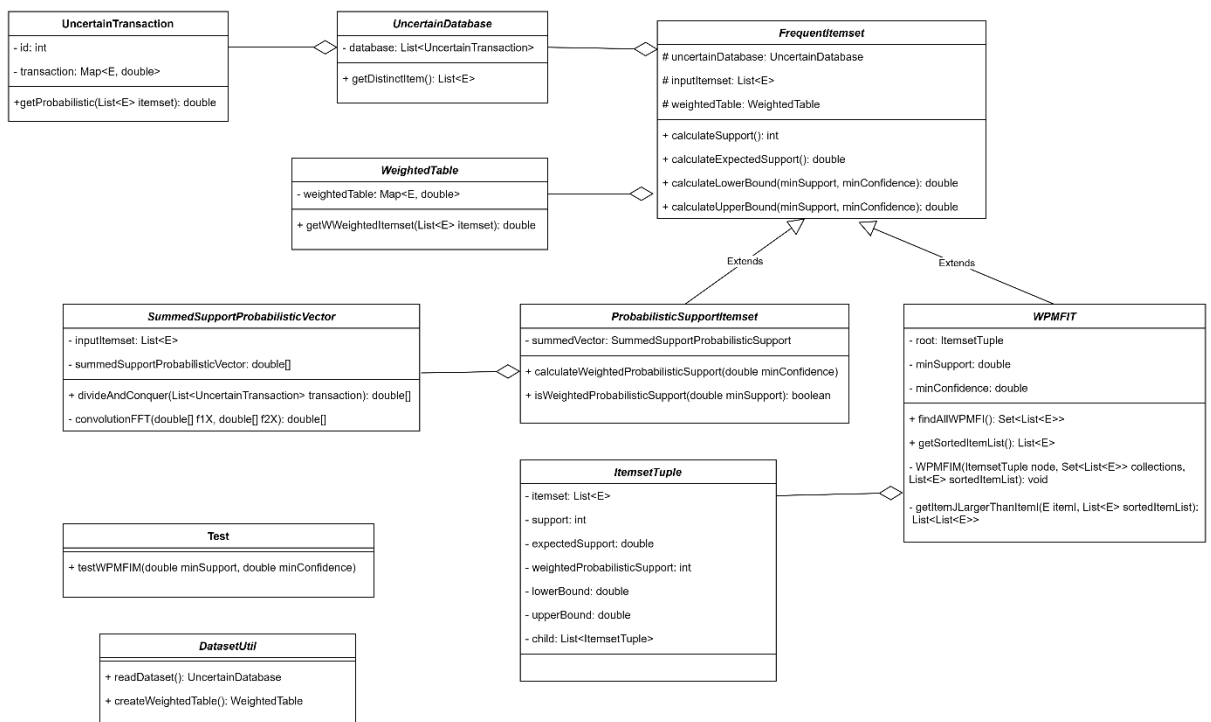 UncertainTransaction
- id: int
- transaction: Map<E, double>
+getProbabilistic(List<E> itemset): double
UncertainDatabase
- database: List<UncertainTransaction>
+ getDistinctItem(): List<E>
FrequentItemset
# uncertainDatabase: UncertainDatabase
# inputItemset: List<E>
# weightedTable: WeightedTable
+ calculateSupport(): int
+ calculateExpectedSupport(): double
+ calculateLowerBound(minSupport, minConfidence): double
+ calculateUpperBound(minSupport, minConfidence): double
WeightedTable
- weightedTable: Map<E, double>
+ getWWeightedItemset(List<E> itemset): double
Extends
Extends
SummedSupportProbabilisticVector
- inputItemset: List<E>
- summedSupportProbabilisticVector: double[]
+ divideAndConquer(List<UncertainTransaction> transaction): double[]
- convolutionFFT(double[] f1X, double[] f2X): double[]
ProbabilisticSupportItemset
- summedVector: SummedSupportProbabilisticSupport
+ calculateWeightedProbabilisticSupport(double minConfidence)
+ isWeightedProbabilisticSupport(double minSupport): boolean
WPMFIT
- root: ItemsetTuple
- minSupport: double
- minConfidence: double
+ findAllWPMFI(): Set<List<E>>
+ getSortedItemList(): List<E>
- WPMFIM(ItemsetTuple node, Set<List<E>> collections,
List<E> sortedItemList): void
- getItemJLargerThanItemI(E itemI, List<E> sortedItemList):
List<List<E>>
ItemsetTuple
- itemset: List<E>
- support: int
- expectedSupport: double
- weightedProbabilisticSupport: int
- lowerBound: double
- upperBound: double
- child: List<ItemsetTuple>
Test
+ testWPMFIM(double minSupport, double minConfidence)
DatasetUtil
+ readDataset(): UncertainDatabase
+ createWeightedTable(): WeightedTable